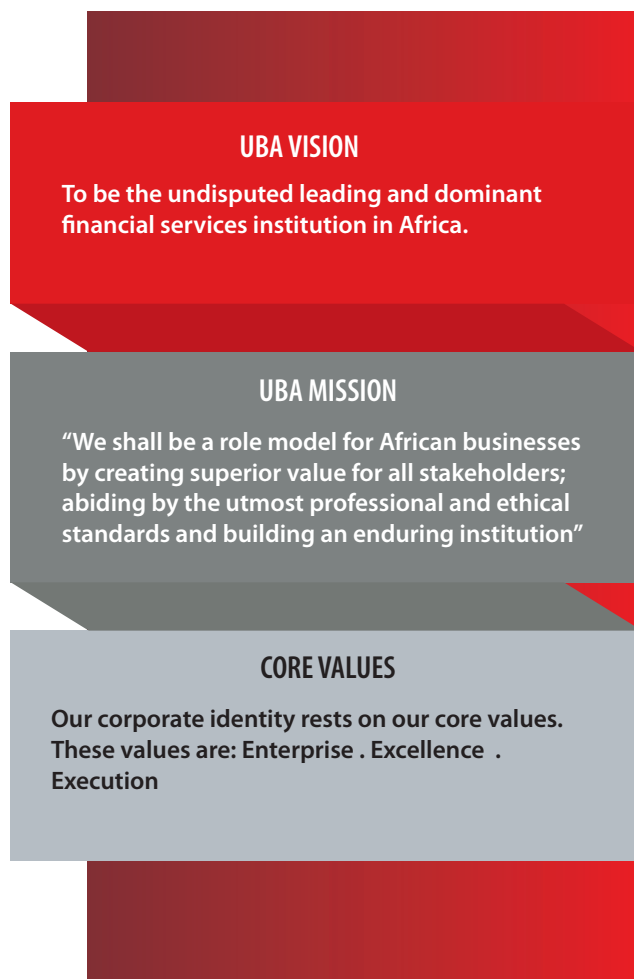 UBA VISION
To be the undisputed leading and dominant
financial services institution in Africa.
UBA MISSION
“We shall be a role model for African businesses
by creating superior value for all stakeholders;
abiding by the utmost professional and ethical
standards and building an enduring institution”
CORE VALUES
Our corporate identity rests on our core values.
These values are: Enterprise . Excellence  .
Execution